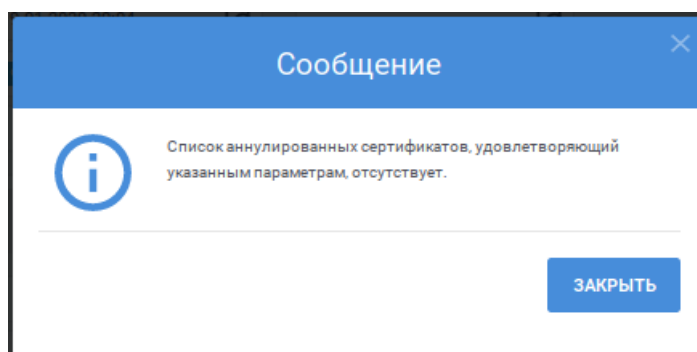 Сообщение
Список аннулированных сертификатов, удовлетворяющий
указанным параметрам, отсутствует.
ЗАКРЫТЬ